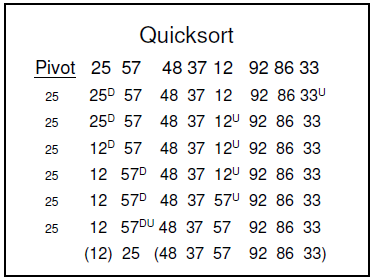 Quicksort
Pivot 25 57 48 37 12 92 86 33
25 25ᴰ 57 48 37 12 92 86 33ᵁ
25 25ᴰ 57 48 37 12ᵁ 92 86 33
25 12ᴰ 57 48 37 12ᵁ 92 86 33
25 12 57ᴰ 48 37 12ᵁ 92 86 33
25 12 57ᴰ 48 37 57ᵁ 92 86 33
25 12 57ᴰᵁ 48 37 57 92 86 33
(12) 25 (48 37 57 92 86 33)